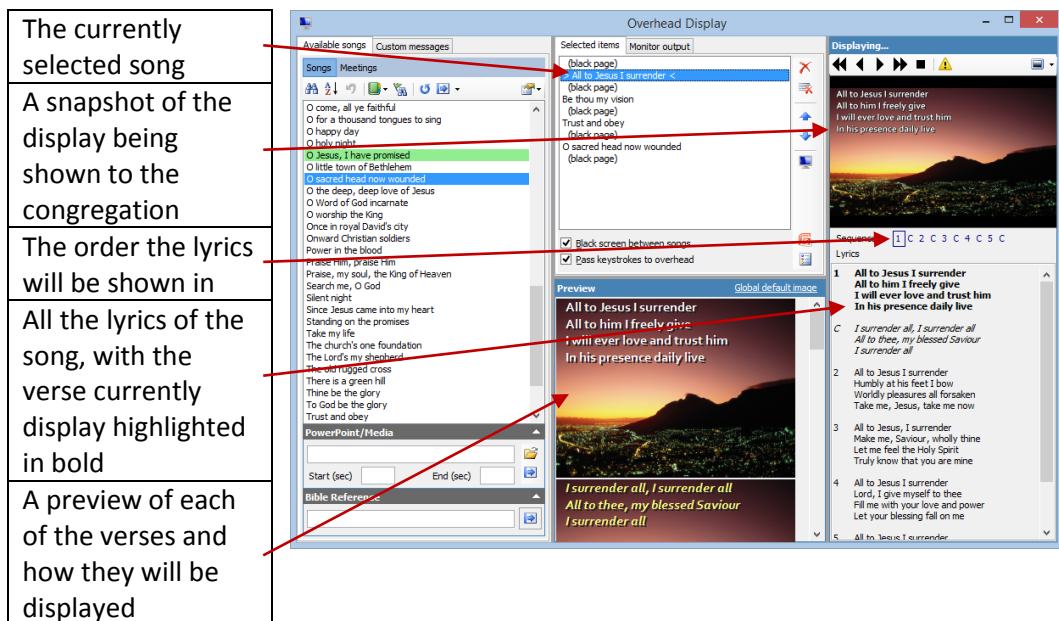 The currently
selected song
A snapshot of the
display being
shown to the
congregation
The order the lyrics
will be shown in
All the lyrics of the
song, with the
verse currently
display highlighted
in bold
A preview of each
of the verses and
how they will be
displayed
Overhead Display
Available songs Custom messages
Songs Meetings
O come, all ye faithful
O for a thousand tongues to sing
O happy day
O holy night
O Jesus, I have promised
O little town of Bethlehem
O sacred head now wounded
O the deep, deep love of Jesus
O Word of God incarnate
O worship the King
Once in royal David's city
Onward Christian soldiers
Power in the blood
Praise Him, praise Him
Praise, my soul, the King of Heaven
Search me, O God
Silent night
Since Jesus came into my heart
Standing on the promises
Take my life
The church's one foundation
The Lord's my shepherd
The old rugged cross
There is a green hill
Thine be the glory
To God be the glory
Trust and obey
PowerPoint/Media
Start (sec) End (sec)
Bible Reference
Selected items Monitor output
(black page)
> All to Jesus I surrender <
(black page)
Be thou my vision
(black page)
Trust and obey
(black page)
O sacred head now wounded
(black page)
Black screen between songs
Pass keystrokes to overhead
Preview Global default image
All to Jesus I surrender
All to him I freely give
I will ever love and trust him
In his presence daily live
I surrender all, I surrender all
All to thee, my blessed Saviour
I surrender all
Displaying...
All to Jesus I surrender
All to him I freely give
I will ever love and trust him
In his presence daily live
Sequence 1 C 2 C 3 C 4 C 5 C
Lyrics
1 All to Jesus I surrender
All to him I freely give
I will ever love and trust him
In his presence daily live
C I surrender all, I surrender all
All to thee, my blessed Saviour
I surrender all
2 All to Jesus I surrender
Humbly at his feet I bow
Worldly pleasures all forsaken
Take me, Jesus, take me now
3 All to Jesus, I surrender
Make me, Saviour, wholly thine
Let me feel the Holy Spirit
Truly know that you are mine
4 All to Jesus I surrender
Lord, I give myself to thee
Fill me with your love and power
Let your blessing fall on me
5 All to Jesus I surrender